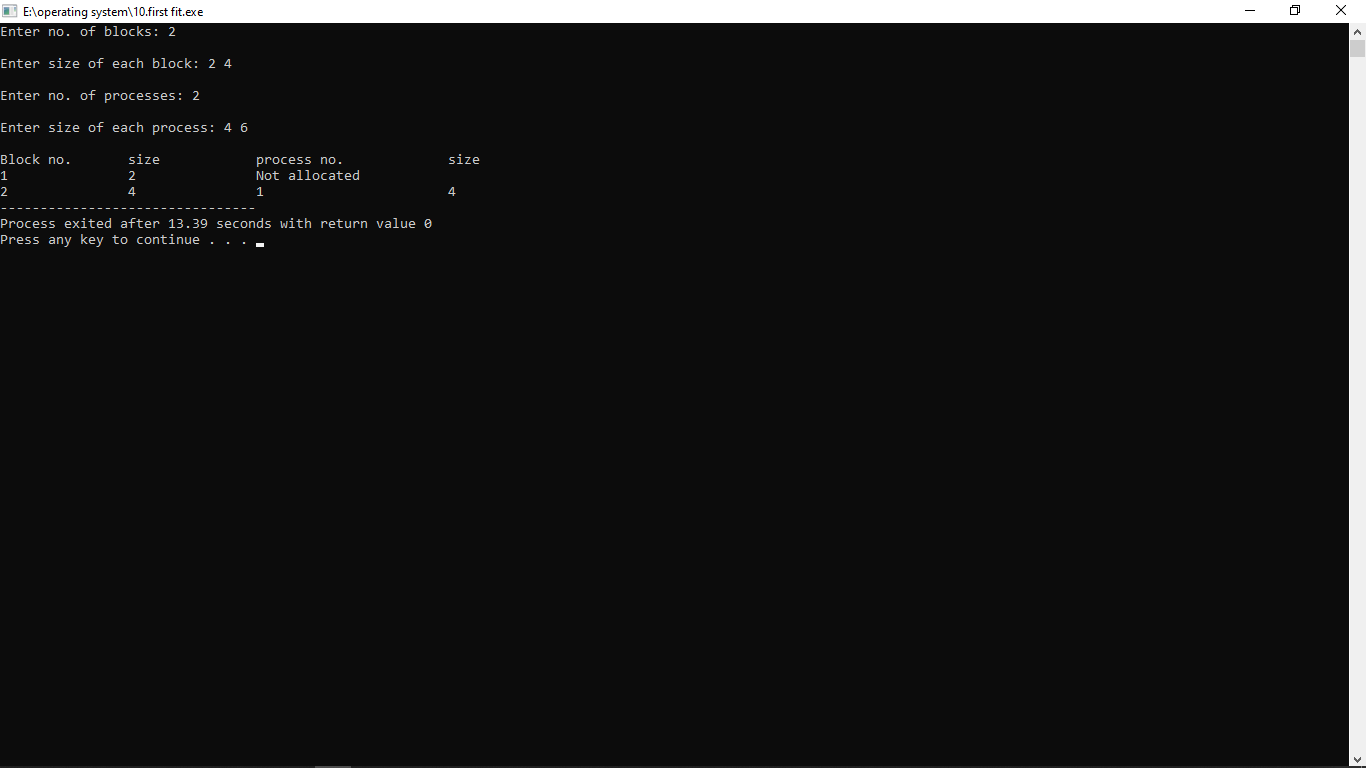 E:\operating system\10.first fit.exe
Enter no. of blocks: 2
Enter size of each block: 2 4
Enter no. of processes: 2
Enter size of each process: 4 6
Block no. size process no. size
1 2 Not allocated
2 4 1 4
--------------------------------
Process exited after 13.39 seconds with return value 0
Press any key to continue . . .